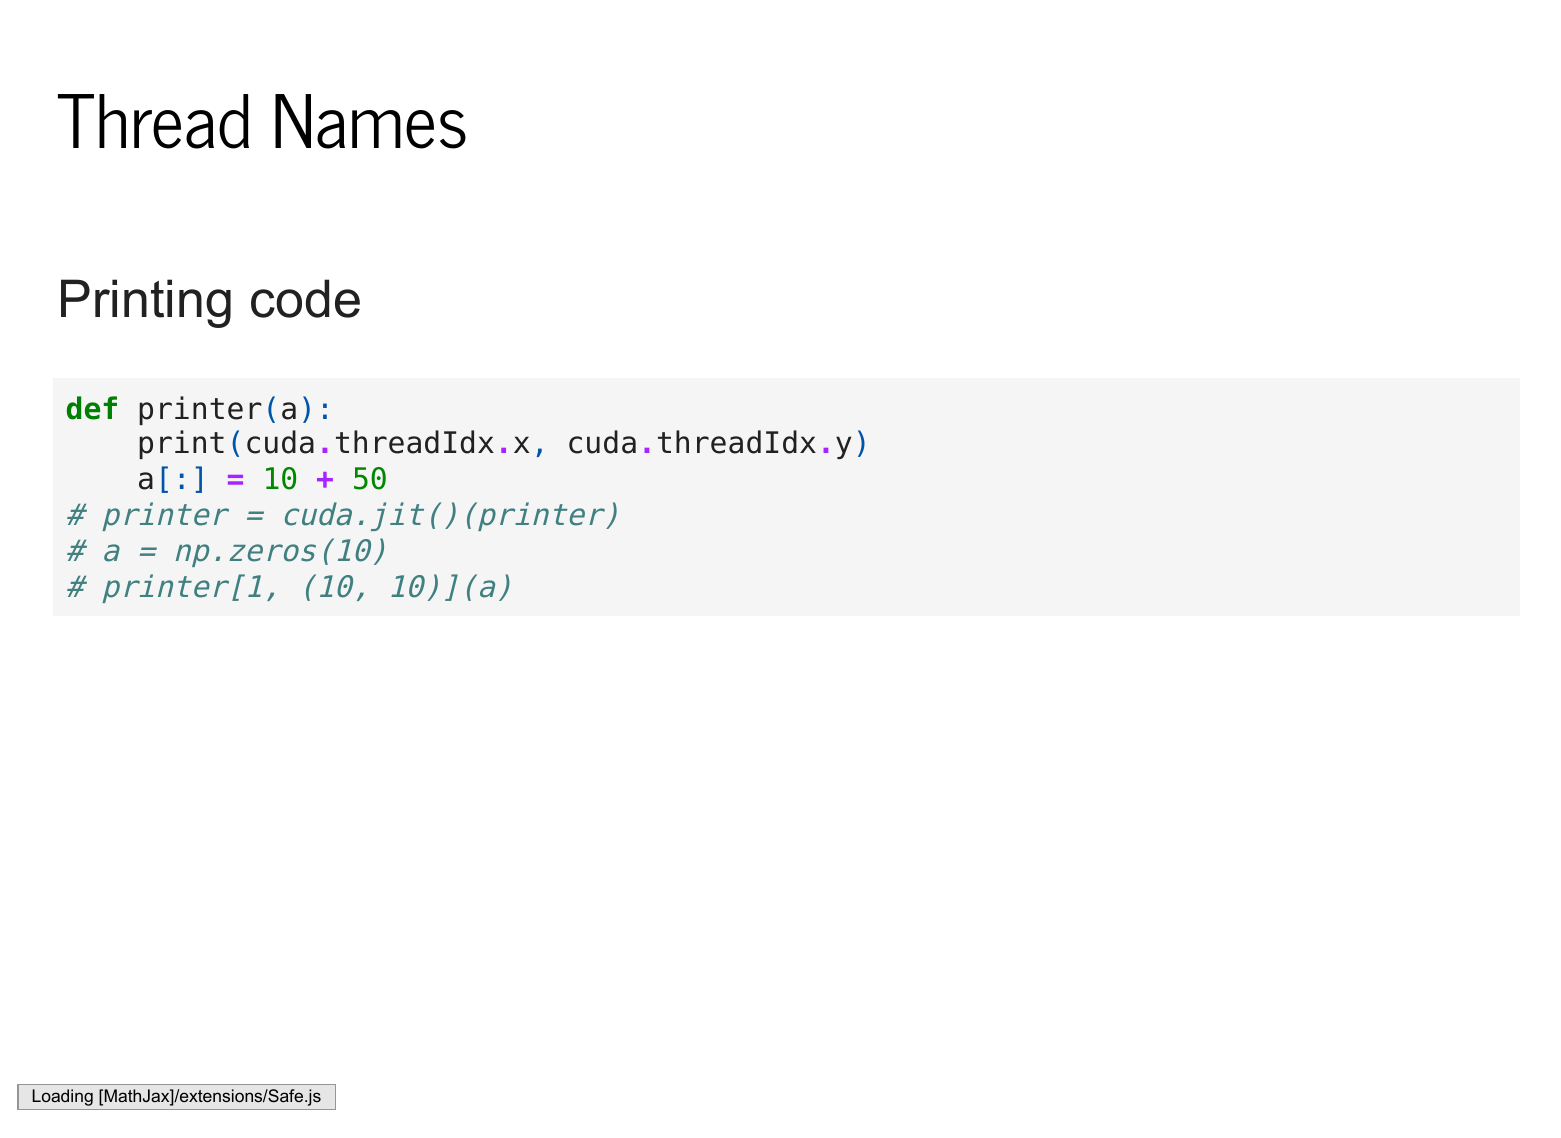 Thread Names
Printing code
def printer(a):
    print(cuda.threadIdx.x, cuda.threadIdx.y)
    a[:] = 10 + 50
# printer = cuda.jit()(printer)
# a = np.zeros(10)
# printer[1, (10, 10)](a)
Loading [MathJax]/extensions/Safe.js